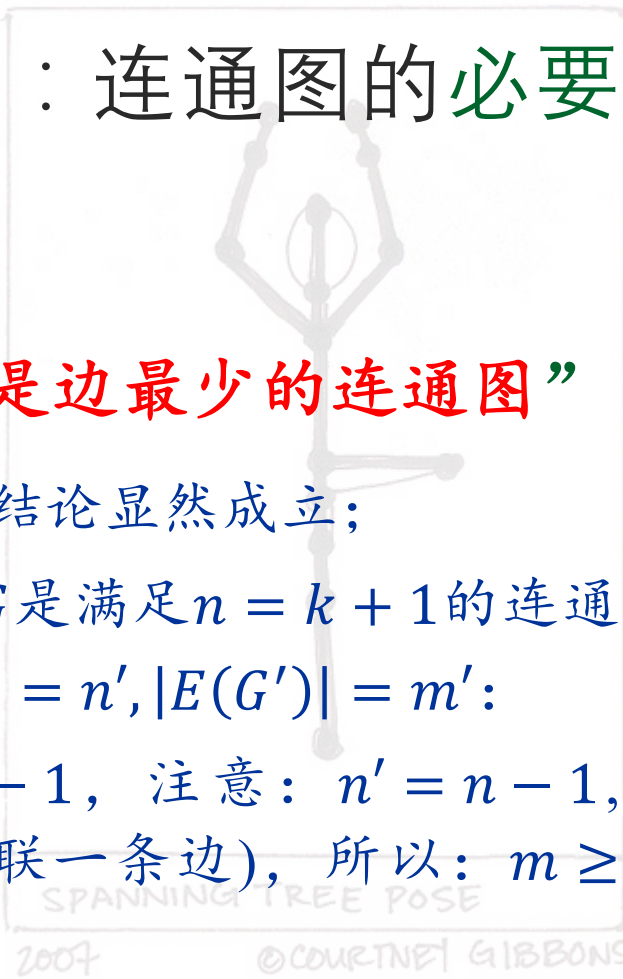 ：连通图的必要
是边最少的连通图”
结论显然成立；
是满足n = k + 1的连通
= n′, |E(G′)| = m′：
− 1，注意：n′ = n − 1,
联一条边)，所以：m ≥
SPANNING TREE POSE
2007 ©COURTNEY GIBBONS